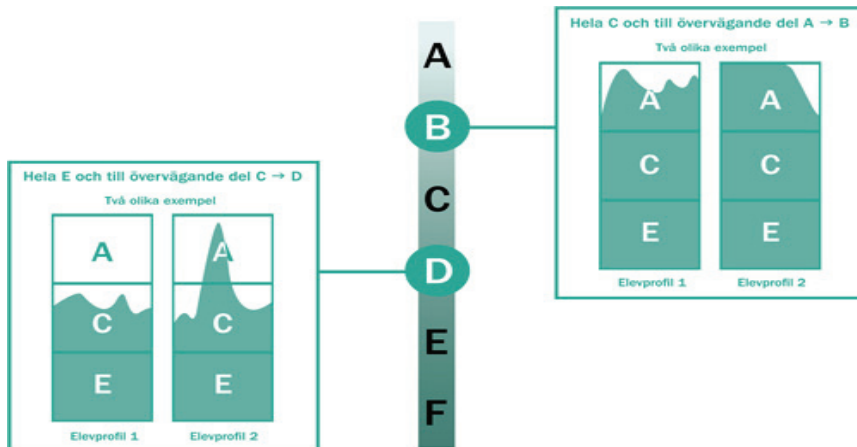 Hela E och till övervägande del C → D
Två olika exempel
A
C
E
Elevprofil 1
A
C
E
Elevprofil 2
A
B
C
D
E
F
Hela C och till övervägande del A → B
Två olika exempel
A
C
E
Elevprofil 1
A
C
E
Elevprofil 2